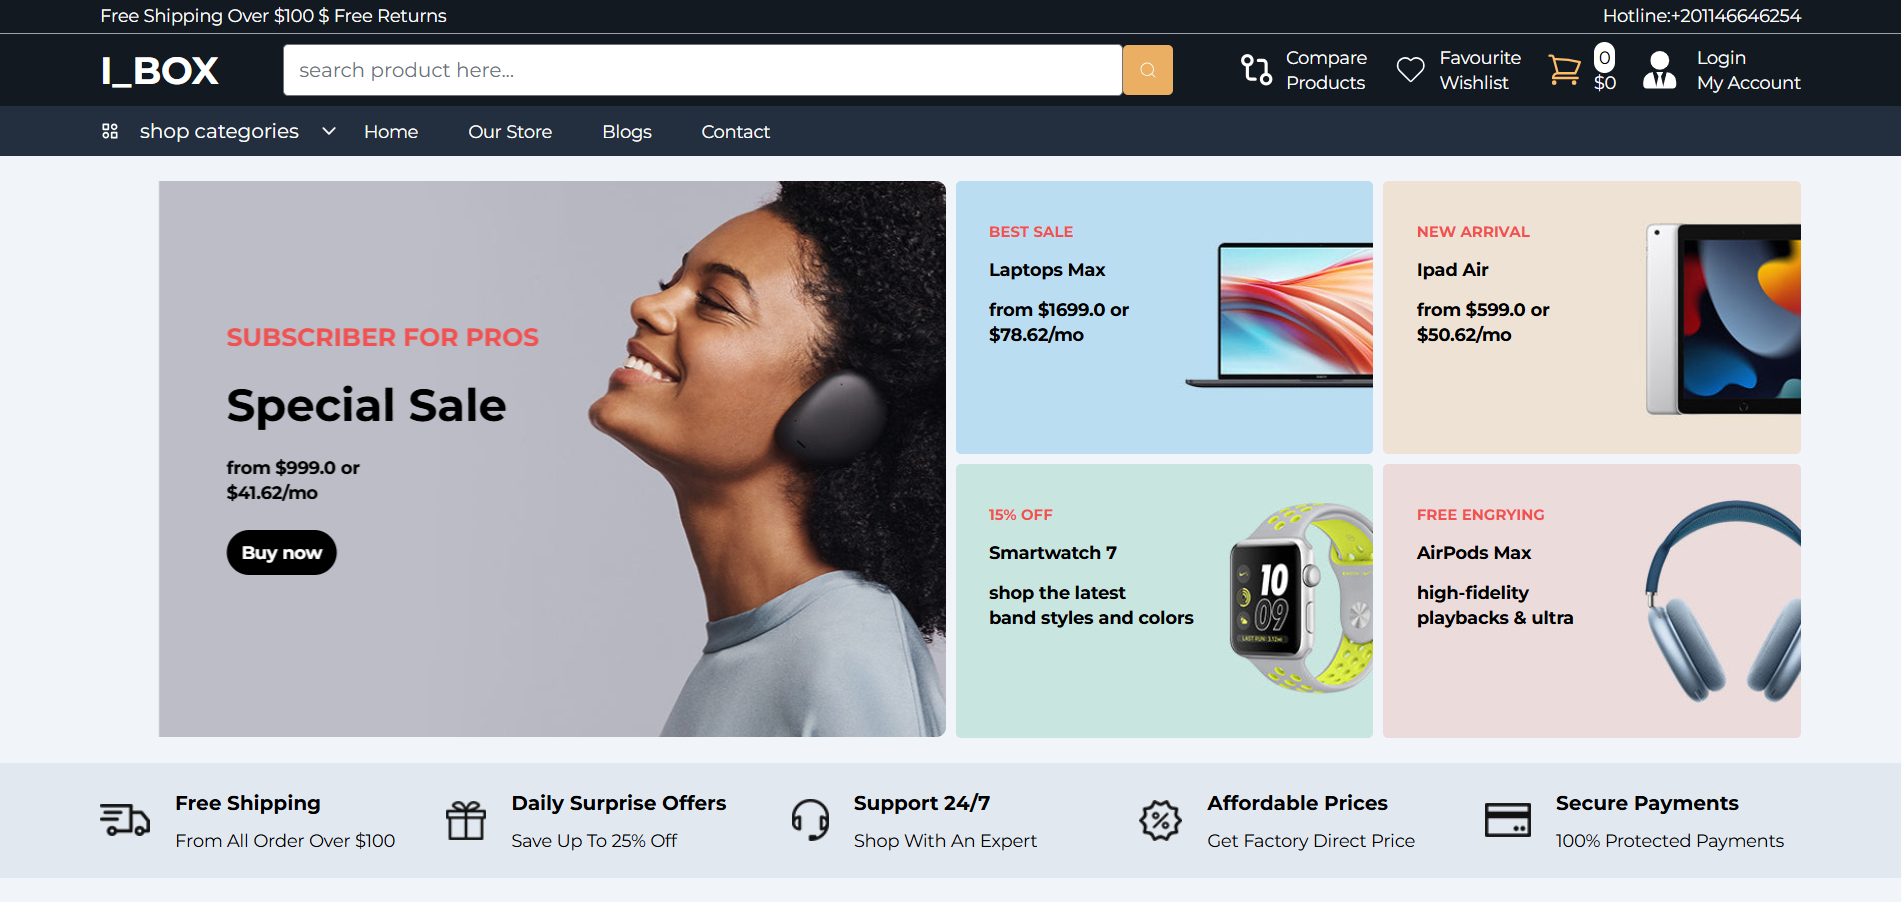 Free Shipping Over $100 $ Free Returns
Hotline:+201146646254
I_BOX
search product here...
Compare
Products
Favourite
Wishlist
0
$0
Login
My Account
shop categories
Home
Our Store
Blogs
Contact
SUBSCRIBER FOR PROS
Special Sale
from $999.0 or
$41.62/mo
Buy now
BEST SALE
Laptops Max
from $1699.0 or
$78.62/mo
NEW ARRIVAL
Ipad Air
from $599.0 or
$50.62/mo
15% OFF
Smartwatch 7
shop the latest
band styles and colors
10
09
LAST RUN: 3.12mi
FREE ENGRYING
AirPods Max
high-fidelity
playbacks & ultra
Free Shipping
From All Order Over $100
Daily Surprise Offers
Save Up To 25% Off
Support 24/7
Shop With An Expert
Affordable Prices
Get Factory Direct Price
Secure Payments
100% Protected Payments